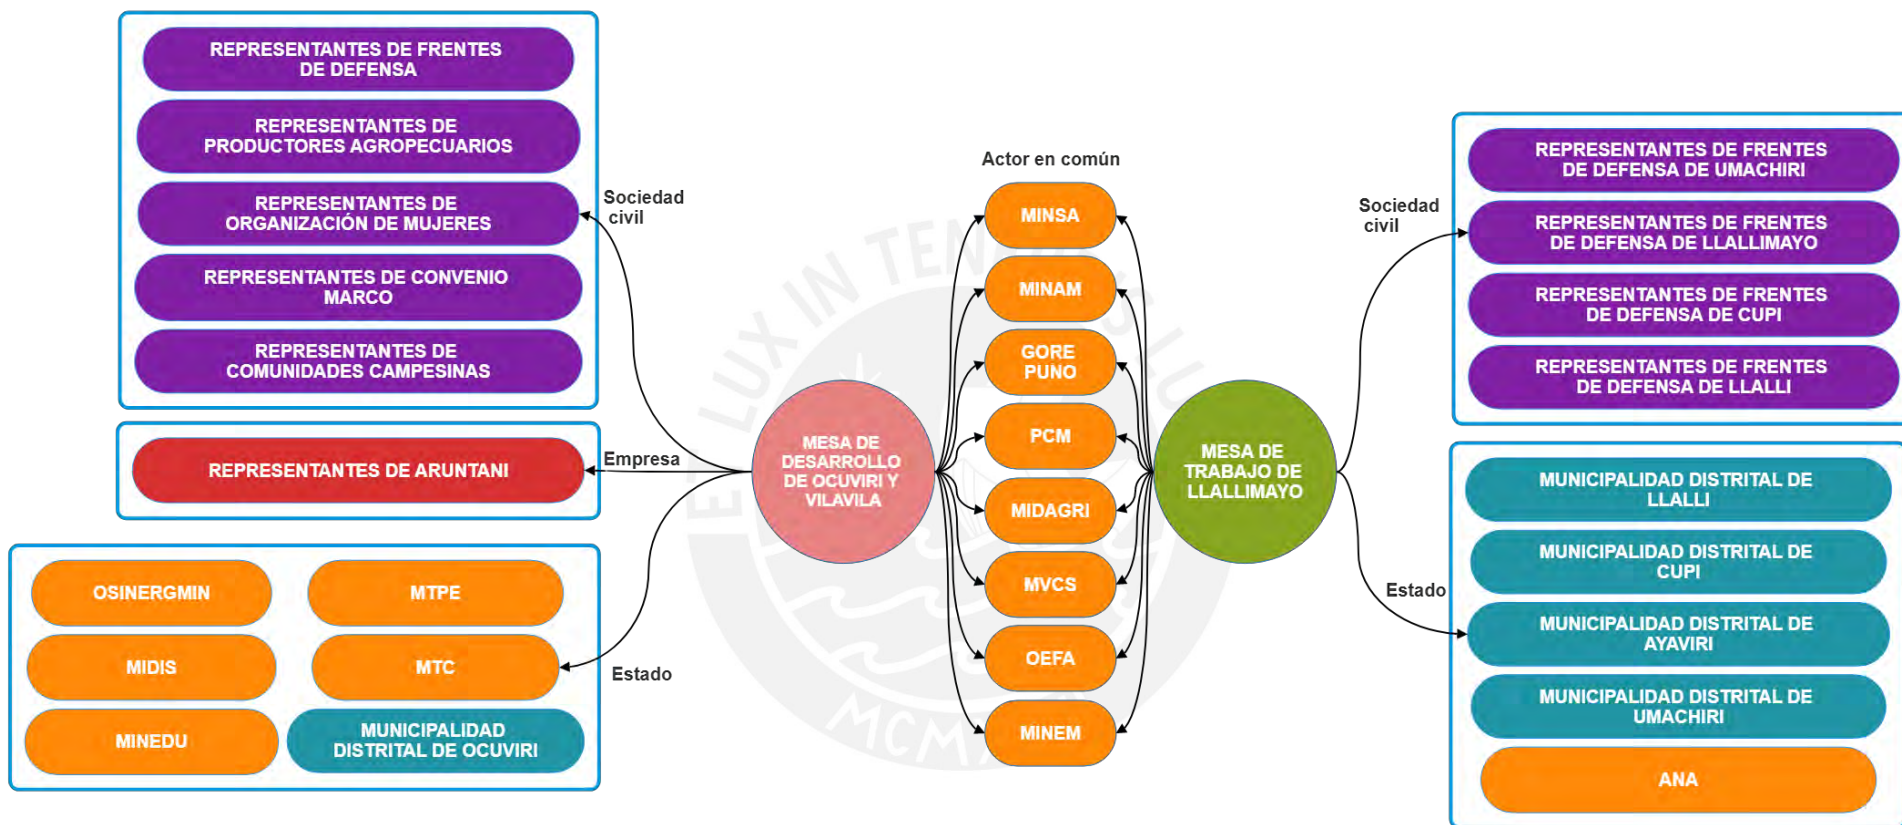 REPRESENTANTES DE FRENTES
DE DEFENSA
REPRESENTANTES DE
PRODUCTORES AGROPECUARIOS
REPRESENTANTES DE
ORGANIZACIÓN DE MUJERES
REPRESENTANTES DE CONVENIO
MARCO
REPRESENTANTES DE
COMUNIDADES CAMPESINAS
Sociedad
civil
REPRESENTANTES DE ARUNTANI
Empresa
OSINERGMIN
MTPE
MIDIS
MTC
MINEDU
MUNICIPALIDAD
DISTRITAL DE OCUVIRI
Estado
MESA DE
DESARROLLO
DE OCUVIRI Y
VILAVILA
Actor en común
MINSA
MINAM
GORE
PUNO
PCM
MIDAGRI
MVCS
OEFA
MINEM
MESA DE
TRABAJO DE
LLALLIMAYO
Sociedad
civil
REPRESENTANTES DE FRENTES
DE DEFENSA DE UMACHIRI
REPRESENTANTES DE FRENTES
DE DEFENSA DE LLALLIMAYO
REPRESENTANTES DE FRENTES
DE DEFENSA DE CUPI
REPRESENTANTES DE FRENTES
DE DEFENSA DE LLALLI
Estado
MUNICIPALIDAD DISTRITAL DE
LLALLI
MUNICIPALIDAD DISTRITAL DE
CUPI
MUNICIPALIDAD DISTRITAL DE
AYAVIRI
MUNICIPALIDAD DISTRITAL DE
UMACHIRI
ANA
ET LUX IN